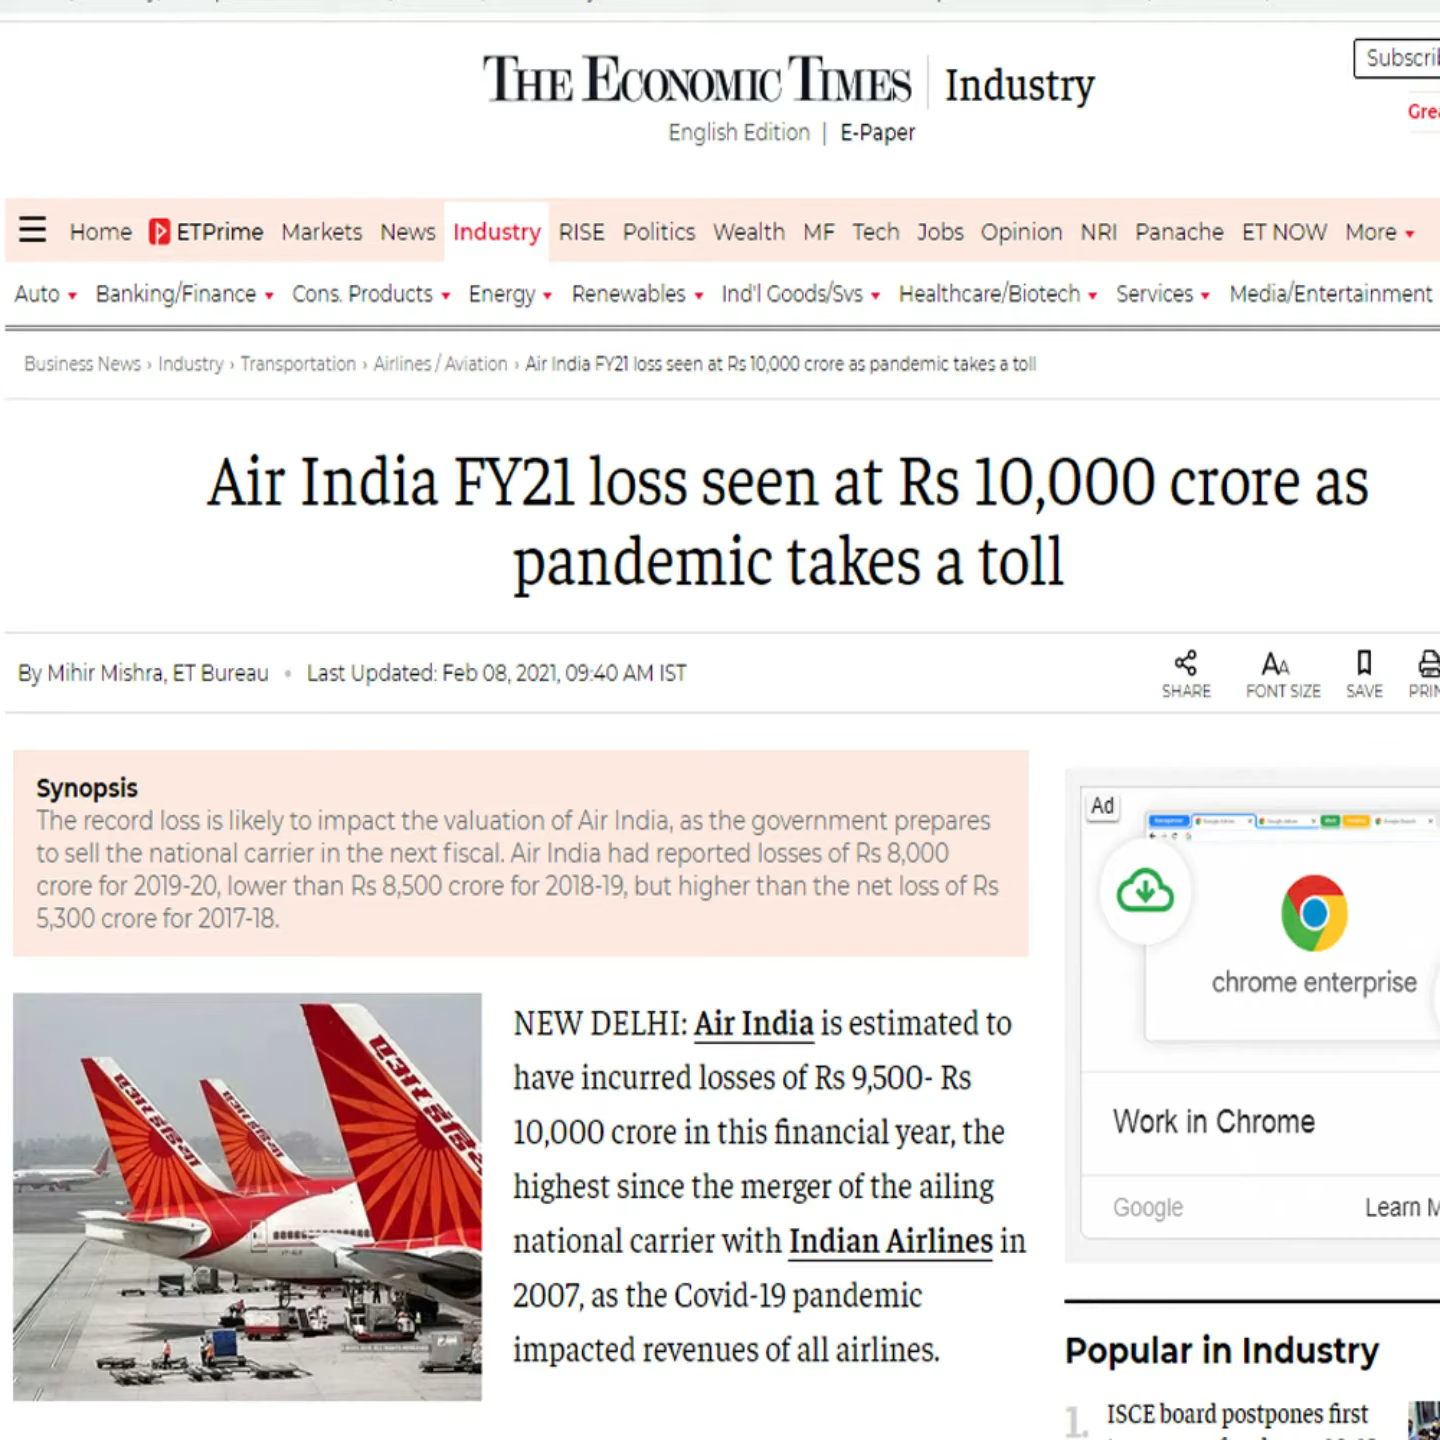 THE ECONOMIC TIMES | Industry
Subscrib
English Edition | E-Paper
Grea
Home ETPrime Markets News Industry RISE Politics Wealth MF Tech Jobs Opinion NRI Panache ET NOW More
Auto Banking/Finance Cons. Products Energy Renewables Ind'l Goods/Svs Healthcare/Biotech Services Media/Entertainment
Business News › Industry › Transportation › Airlines / Aviation › Air India FY21 loss seen at Rs 10,000 crore as pandemic takes a toll
Air India FY21 loss seen at Rs 10,000 crore as
pandemic takes a toll
By Mihir Mishra, ET Bureau • Last Updated: Feb 08, 2021, 09:40 AM IST
SHARE FONT SIZE SAVE PRIN
Synopsis
The record loss is likely to impact the valuation of Air India, as the government prepares
to sell the national carrier in the next fiscal. Air India had reported losses of Rs 8,000
crore for 2019-20, lower than Rs 8,500 crore for 2018-19, but higher than the net loss of Rs
5,300 crore for 2017-18.
एअर इंडिया
एअर इंडिया
एअर इंडिया
NEW DELHI: Air India is estimated to
have incurred losses of Rs 9,500- Rs
10,000 crore in this financial year, the
highest since the merger of the ailing
national carrier with Indian Airlines in
2007, as the Covid-19 pandemic
impacted revenues of all airlines.
Ad
chrome enterprise
Work in Chrome
Google
Learn M
Popular in Industry
1. ISCE board postpones first